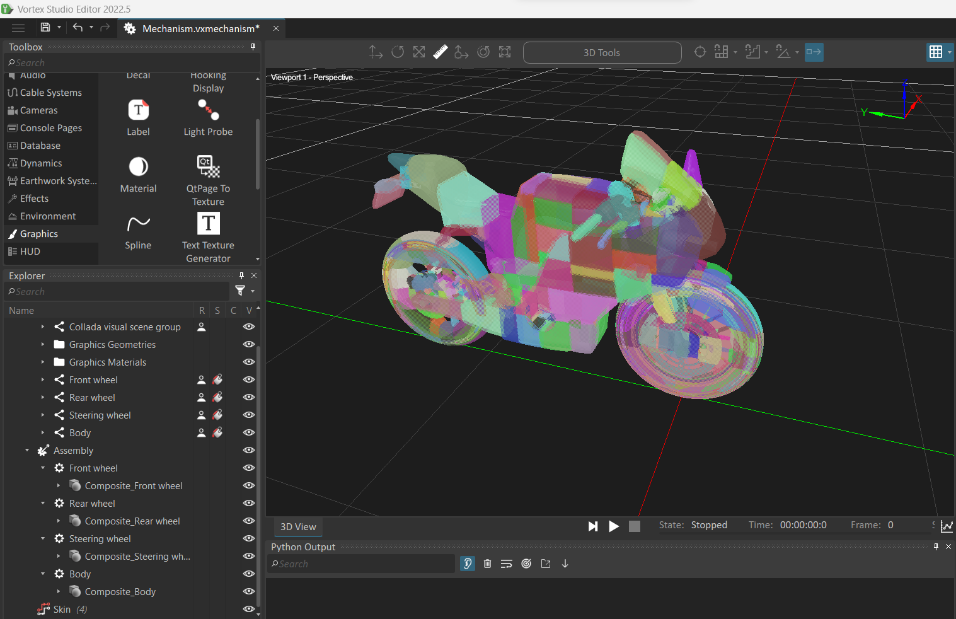 Vortex Studio Editor 2022.5
Mechanism.vxmechanism*
Toolbox
Search
Audio
Cable Systems
Cameras
Console Pages
Database
Dynamics
Earthwork Syste...
Effects
Environment
Graphics
HUD
Decal
Hooking
Display
Label
Light Probe
Material
QtPage To
Texture
Spline
Text Texture
Generator
Explorer
Search
Name R S C V
Collada visual scene group
Graphics Geometries
Graphics Materials
Front wheel
Rear wheel
Steering wheel
Body
Assembly
Front wheel
Composite_Front wheel
Rear wheel
Composite_Rear wheel
Steering wheel
Composite_Steering wh...
Body
Composite_Body
Skin (4)
3D Tools
Viewport 1 - Perspective
X
Y
3D View
State: Stopped Time: 00:00:00:0 Frame: 0 S
Python Output
Search